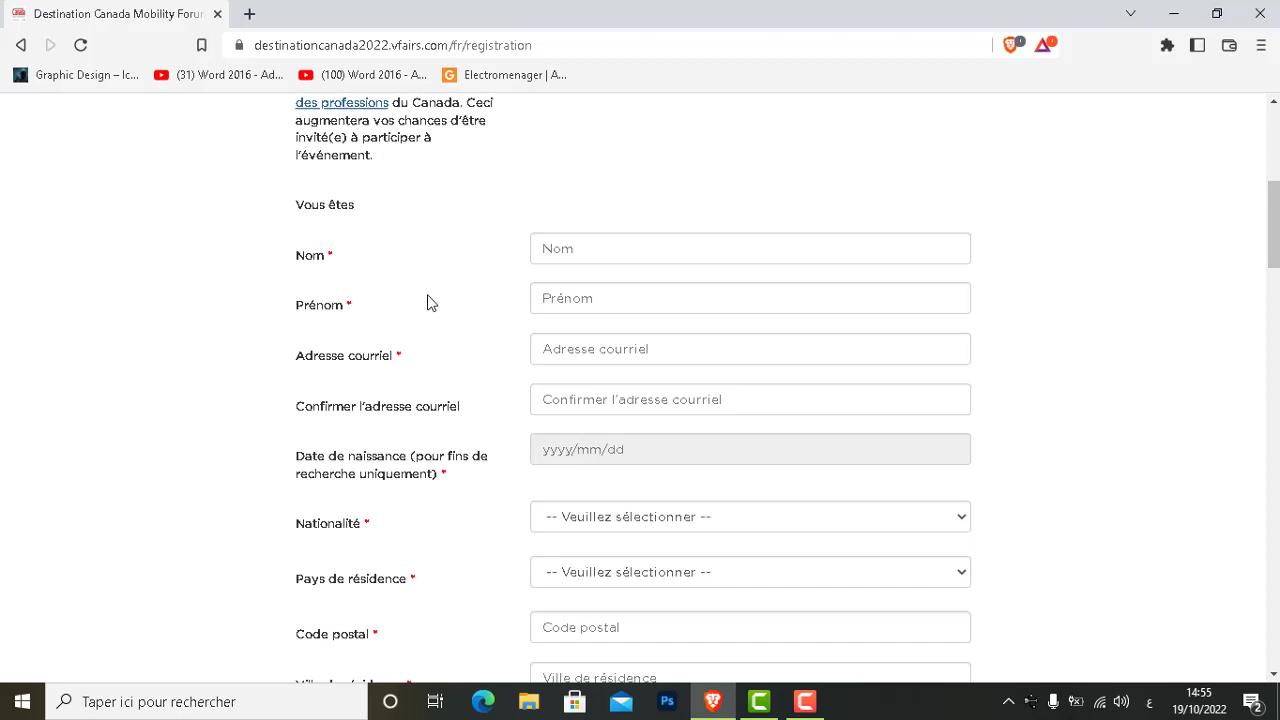 Destination Canada Mobility Forum
destinationcanada2022.vfairs.com/fr/registration
Graphic Design – Ic...
(31) Word 2016 - Ad...
(100) Word 2016 - A...
Electromenager | A...
des professions du Canada. Ceci
augmentera vos chances d'être
invité(e) à participer à
l'événement.
Vous êtes
Nom *
Nom
Prénom *
Prénom
Adresse courriel *
Adresse courriel
Confirmer l'adresse courriel
Confirmer l'adresse courriel
Date de naissance (pour fins de
recherche uniquement) *
yyyy/mm/dd
Nationalité *
-- Veuillez sélectionner --
Pays de résidence *
-- Veuillez sélectionner --
Code postal *
Code postal
Ville de résidence
Taper ici pour rechercher
Ps
ع
14:55
19/10/2022
2